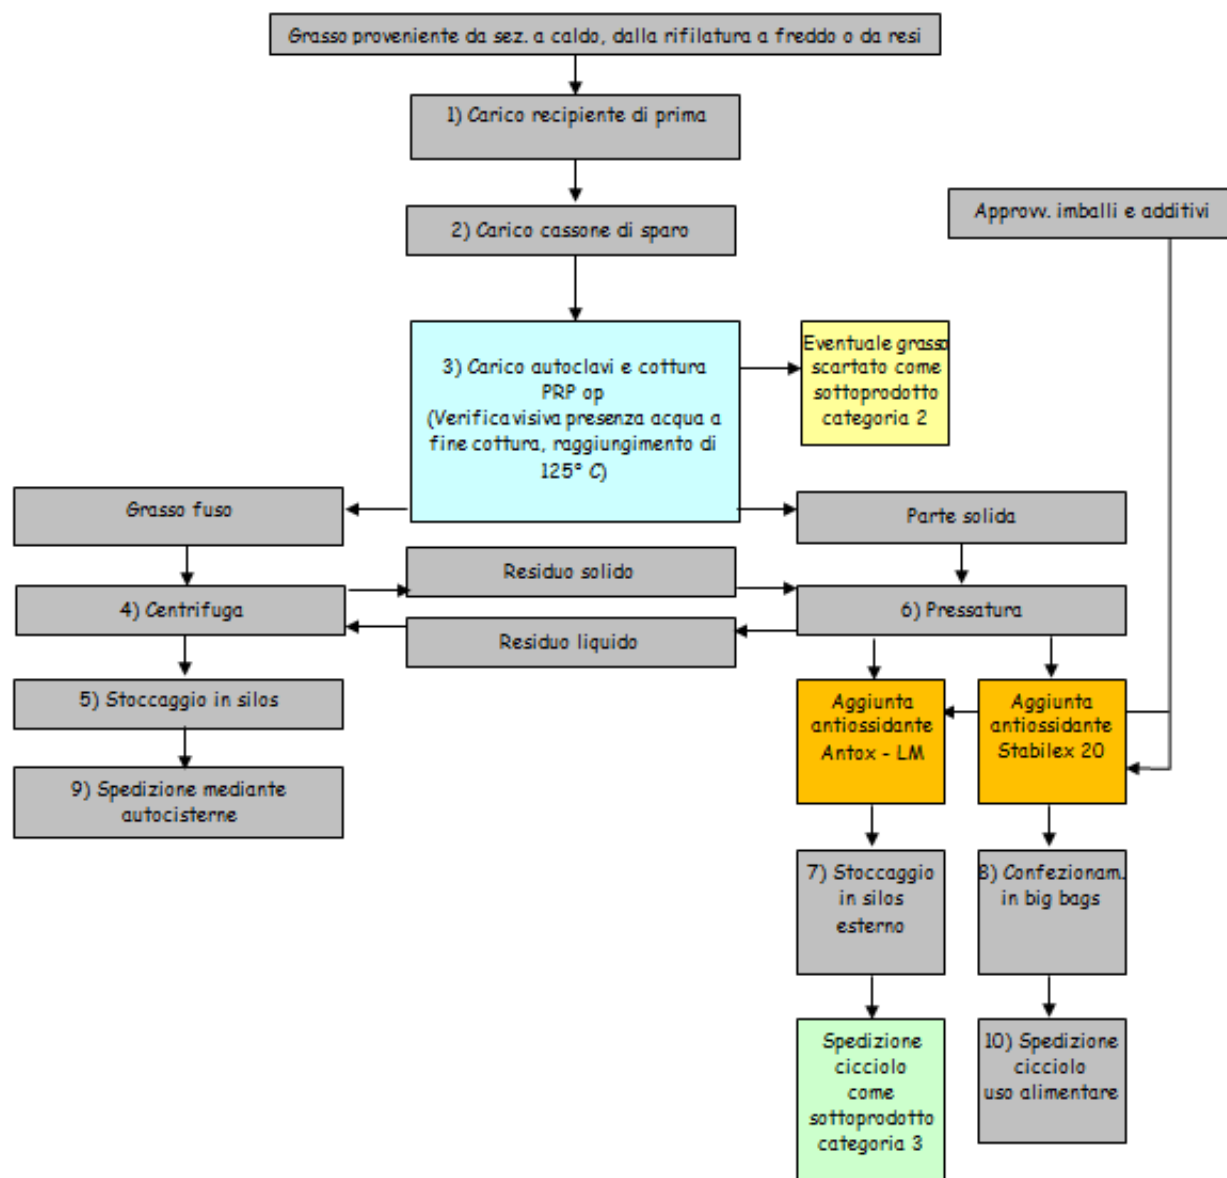 Grasso proveniente da sez. a caldo, dalla rifilatura a freddo o da resi
1) Carico recipiente di prima
2) Carico cassone di sparo
Approvv. imballi e additivi
3) Carico autoclavi e cottura
PRP op
(Verifica visiva presenza acqua a
fine cottura, raggiungimento di
125° C)
Eventuale grasso
scartato come
sottoprodotto
categoria 2
Grasso fuso
Parte solida
Residuo solido
4) Centrifuga
6) Pressatura
Residuo liquido
5) Stoccaggio in silos
Aggiunta
antiossidante
Antox - LM
Aggiunta
antiossidante
Stabilex 20
9) Spedizione mediante
autocisterne
7) Stoccaggio
in silos
esterno
8) Confezionam.
in big bags
Spedizione
cicciolo
come
sottoprodotto
categoria 3
10) Spedizione
cicciolo
uso alimentare